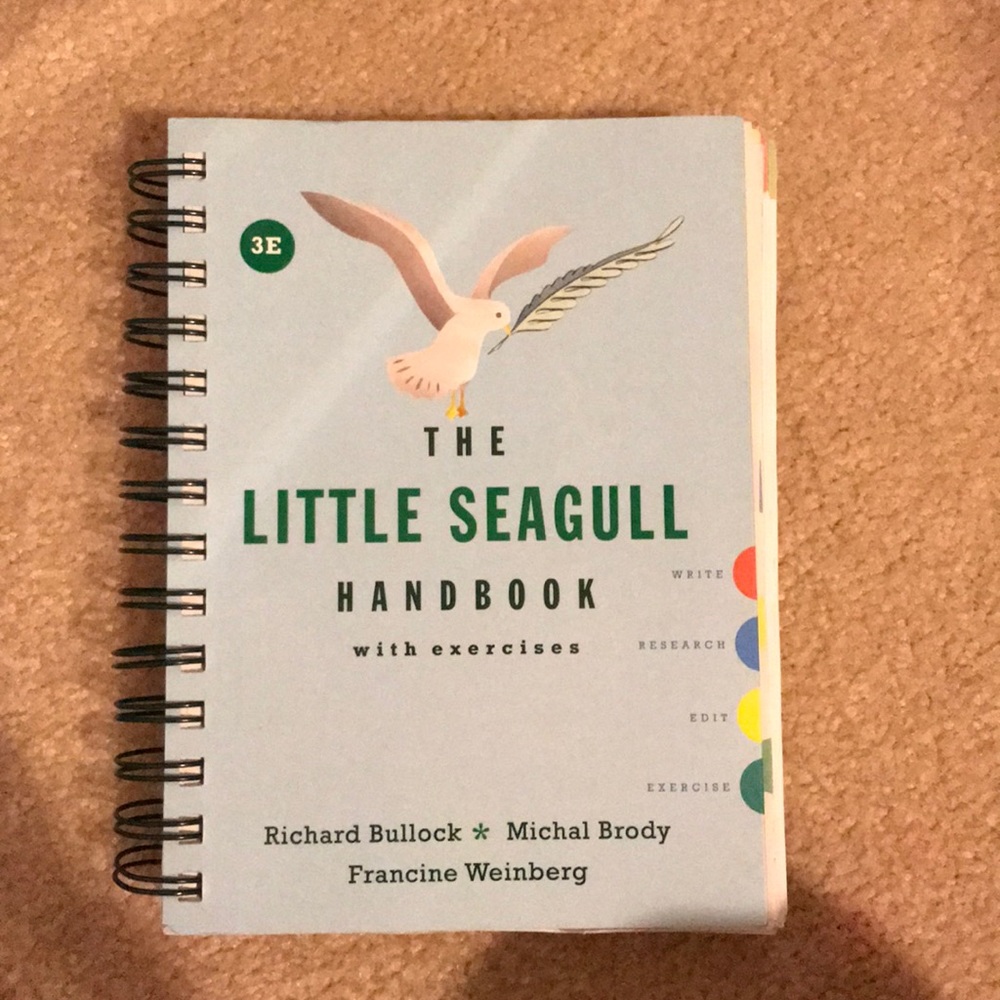 3E
THE
LITTLE SEAGULL
HANDBOOK
with exercises
WRITE
RESEARCH
EDIT
EXERCISE
Richard Bullock * Michal Brody
Francine Weinberg